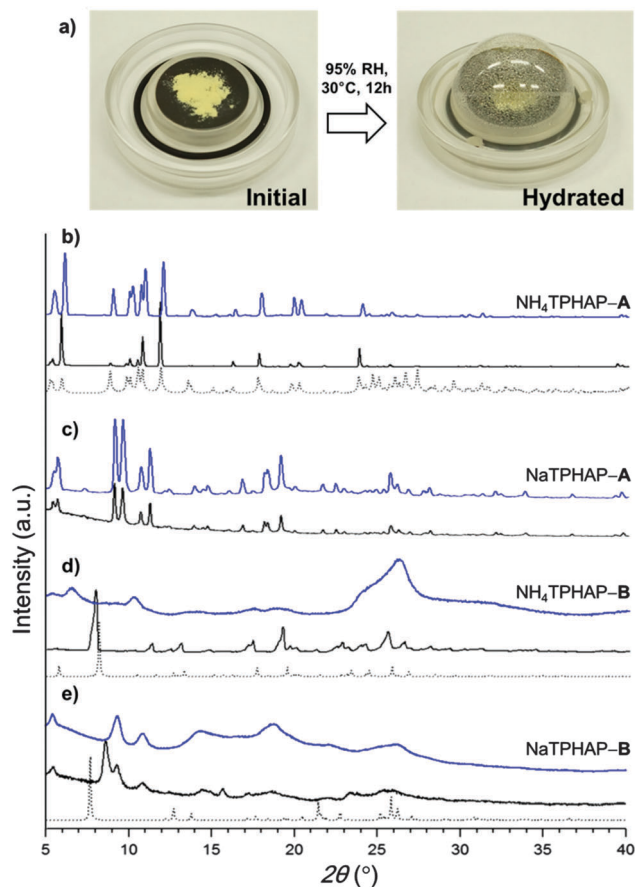 a)
95% RH,
30°C, 12h
Initial
Hydrated
b)
NH₄TPHAP–A
c)
NaTPHAP–A
d)
NH₄TPHAP–B
e)
NaTPHAP–B
Intensity (a.u.)
5 10 15 20 25 30 35 40
2θ (°)